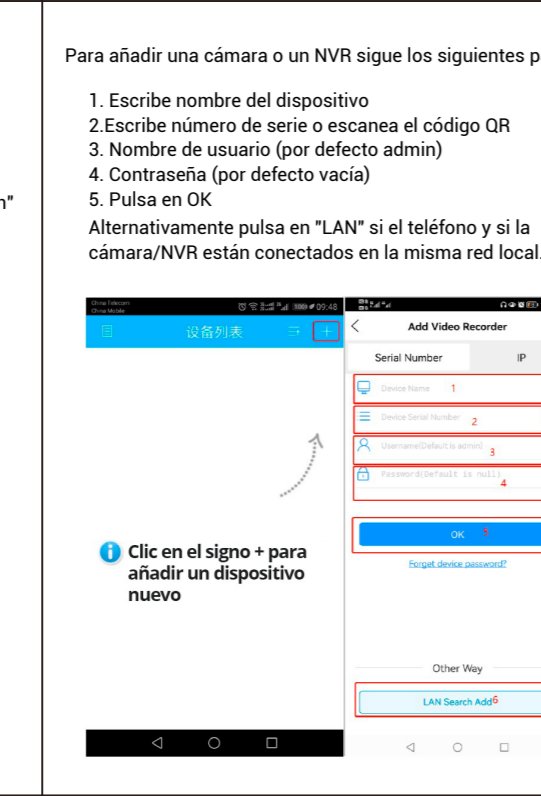 Para añadir una cámara o un NVR sigue los siguientes
1. Escribe nombre del dispositivo
2.Escribe número de serie o escanea el código QR
3. Nombre de usuario (por defecto admin)
4. Contraseña (por defecto vacía)
5. Pulsa en OK
Alternativamente pulsa en "LAN" si el teléfono y si la
cámara/NVR están conectados en la misma red local.
China Telecom
China Mobile
100% 09:48
设备列表
+
Clic en el signo + para
añadir un dispositivo
nuevo
Add Video Recorder
Serial Number IP
Device Name 1
Device Serial Number 2
Username(Default is admin) 3
Password(Default is null) 4
OK 5
Forget device password?
Other Way
LAN Search Add 6